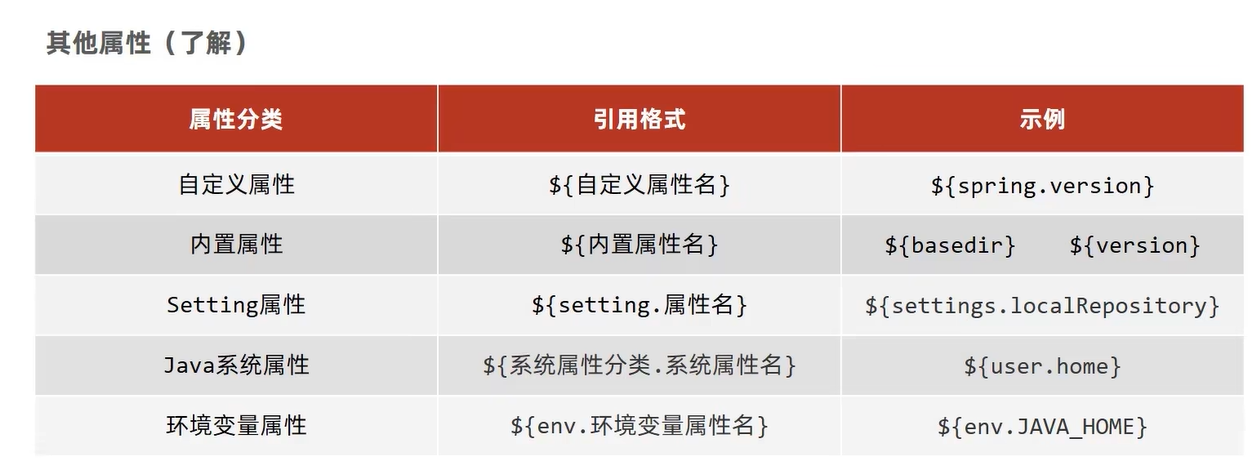 其他属性（了解）
属性分类 引用格式 示例
自定义属性 ${自定义属性名} ${spring.version}
内置属性 ${内置属性名} ${basedir} ${version}
Setting属性 ${setting.属性名} ${settings.localRepository}
Java系统属性 ${系统属性分类.系统属性名} ${user.home}
环境变量属性 ${env.环境变量属性名} ${env.JAVA_HOME}